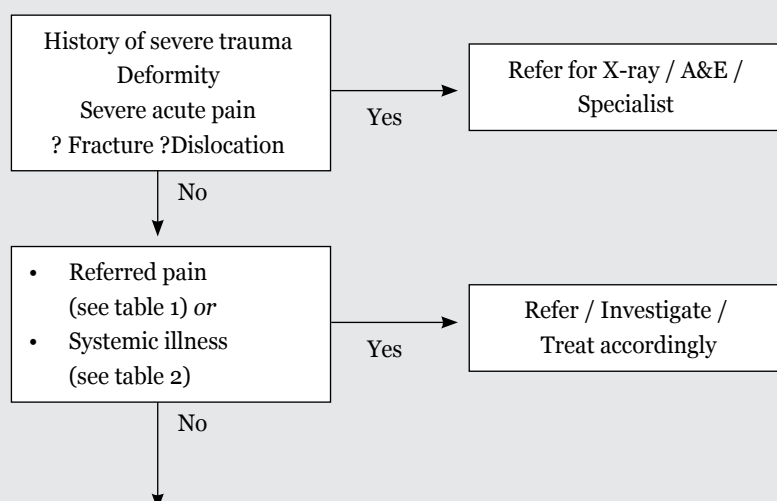 History of severe trauma
Deformity
Severe acute pain
? Fracture ?Dislocation
Yes
Refer for X-ray / A&E /
Specialist
No
• Referred pain
(see table 1) or
• Systemic illness
(see table 2)
Yes
Refer / Investigate /
Treat accordingly
No